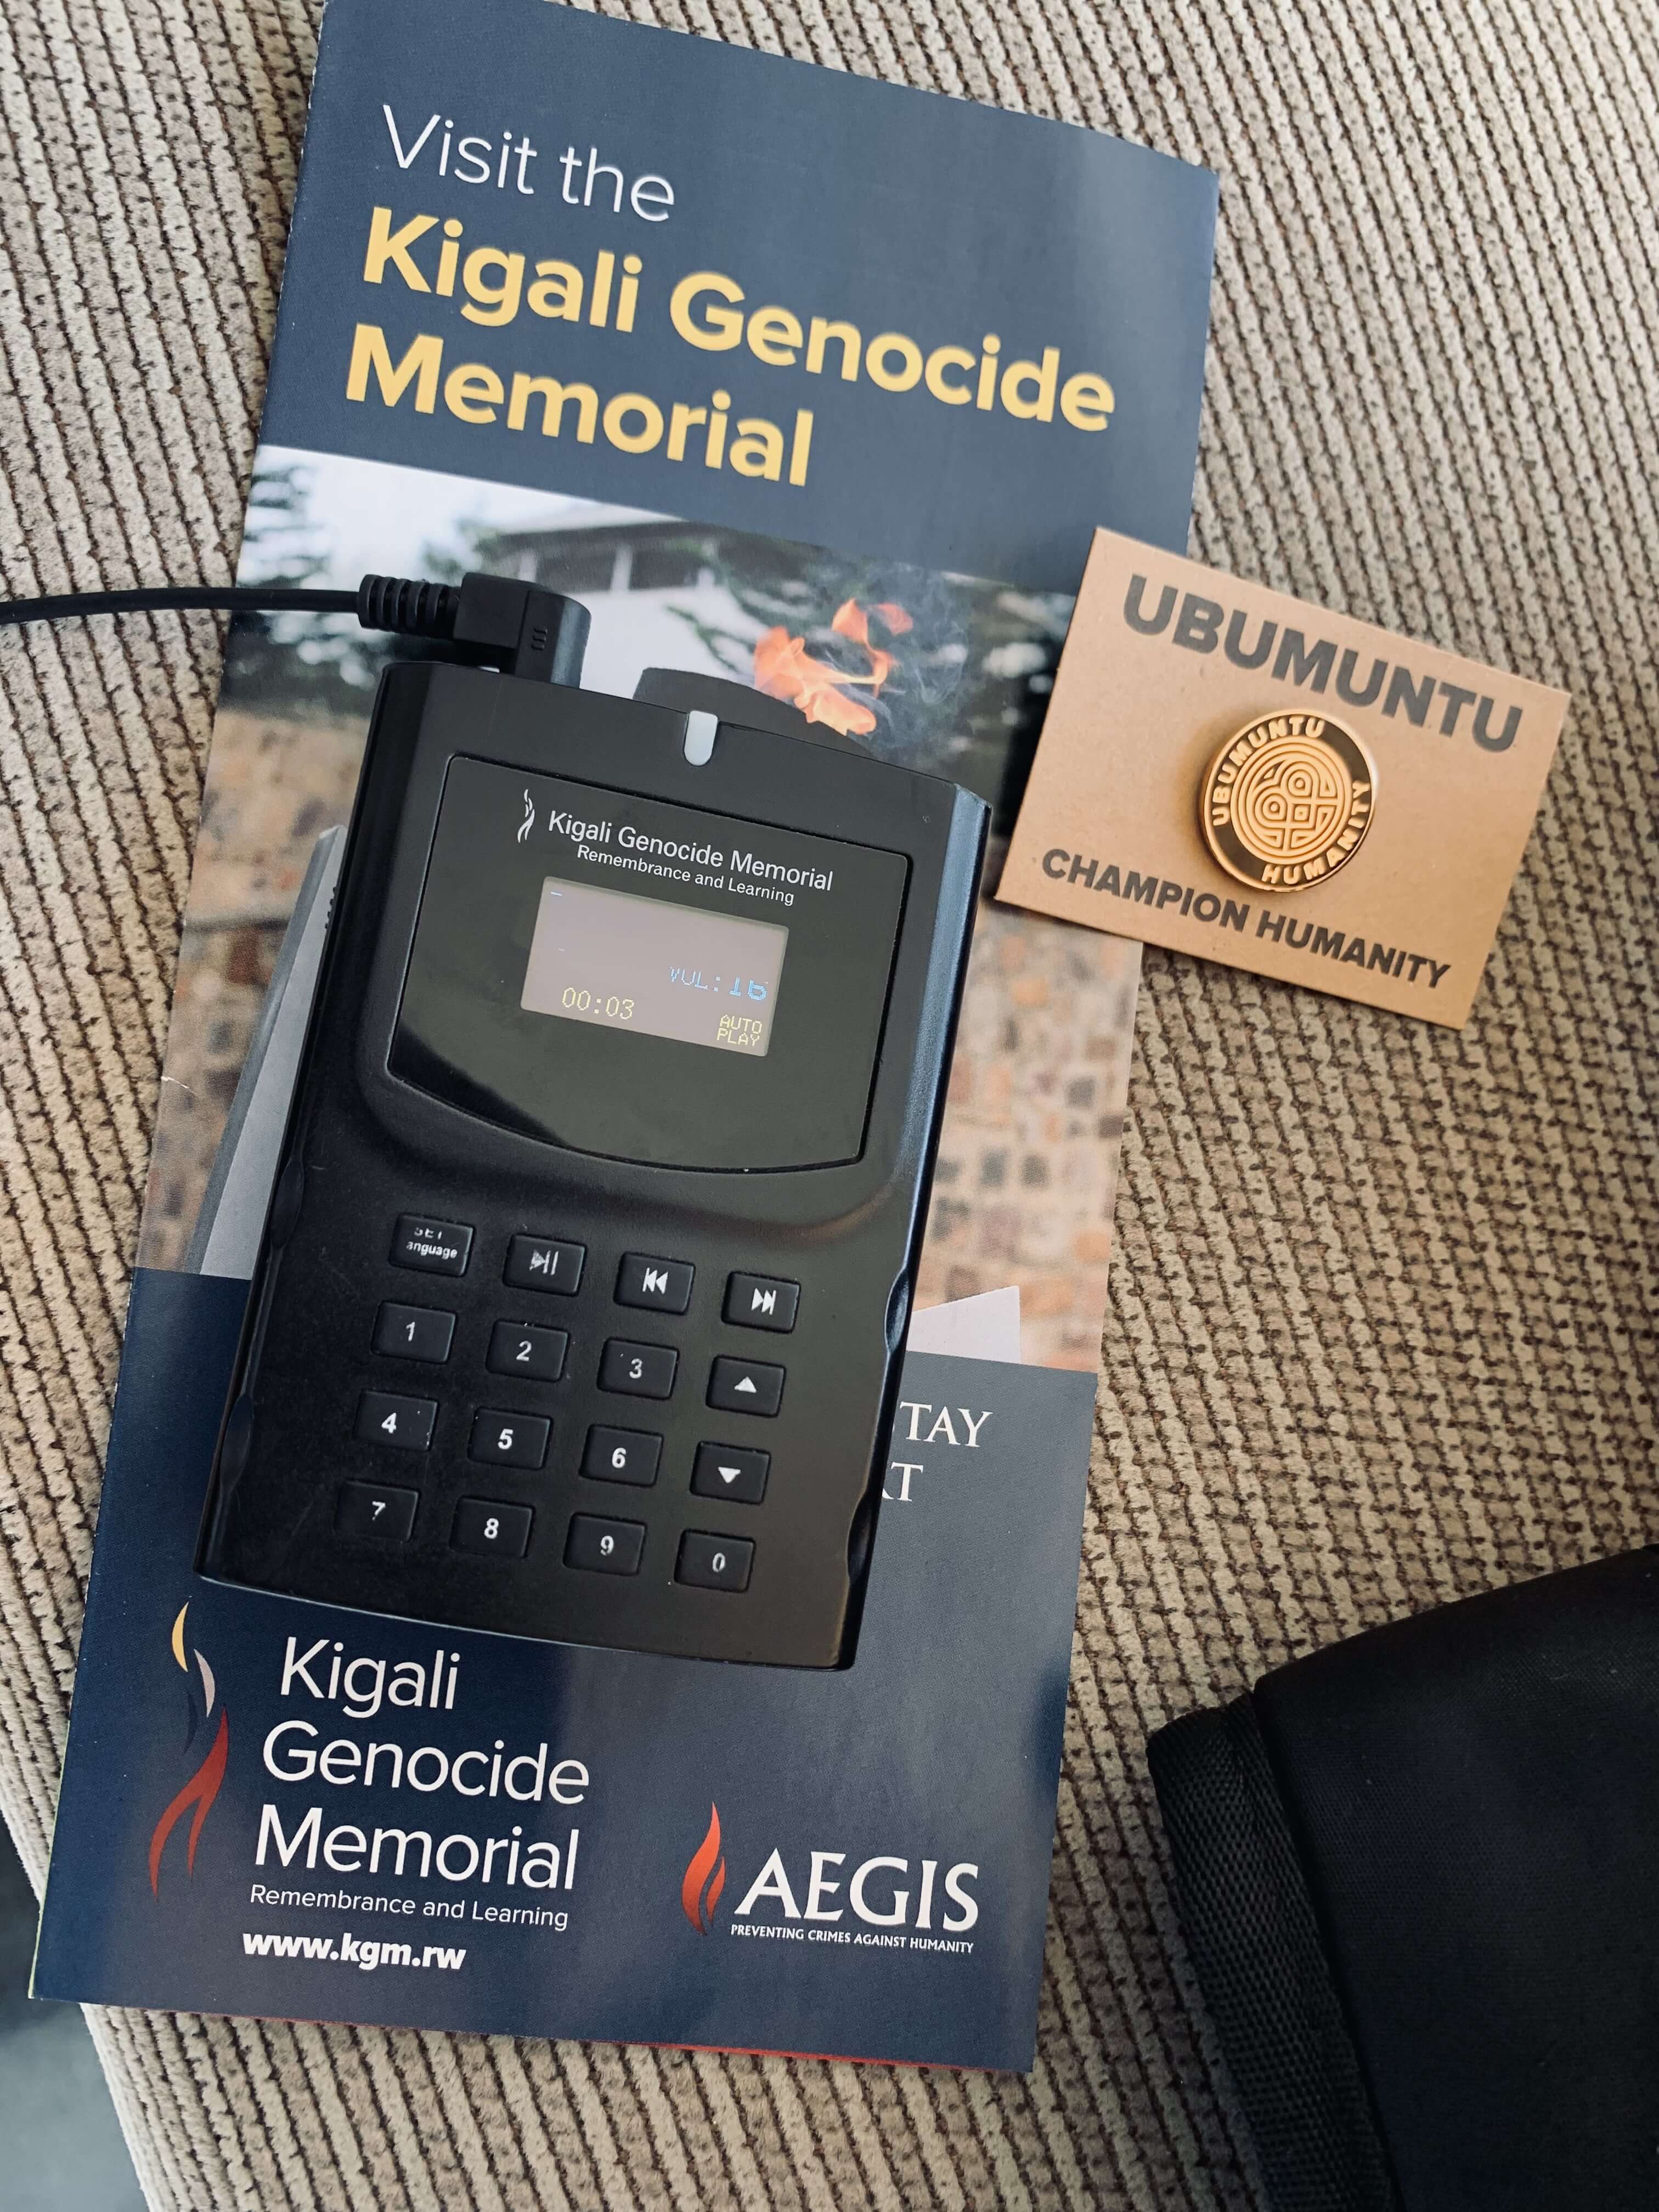 Visit the
Kigali Genocide
Memorial
UBUMUNTU
UBUMUNTU
HUMANITY
CHAMPION HUMANITY
Kigali Genocide Memorial
Remembrance and Learning
VOL:16
00:03
AUTO
PLAY
1
2
3
4
5
6
7
8
9
0
Kigali
Genocide
Memorial
Remembrance and Learning
www.kgm.rw
AEGIS
PREVENTING CRIMES AGAINST HUMANITY